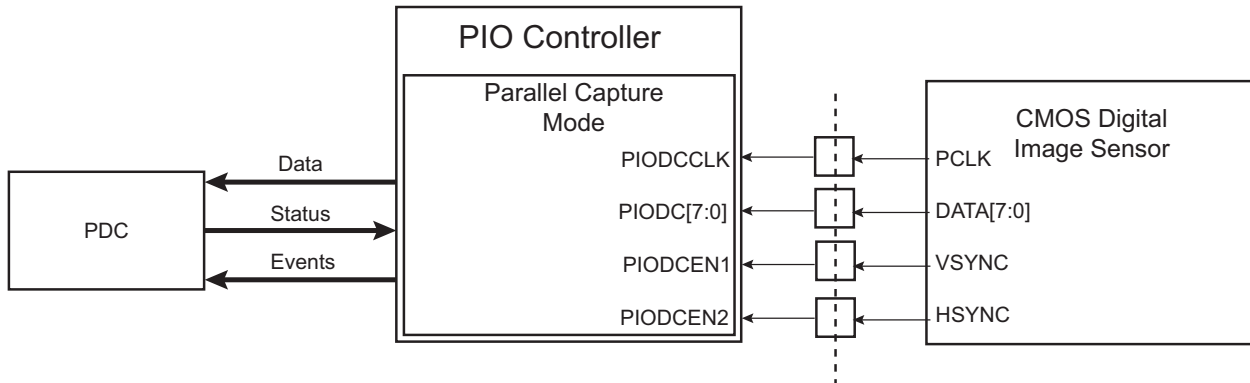 PIO Controller
Parallel Capture
Mode
PIODCCLK
PIODC[7:0]
PIODCEN1
PIODCEN2
Data
Status
Events
PDC
CMOS Digital
Image Sensor
PCLK
DATA[7:0]
VSYNC
HSYNC